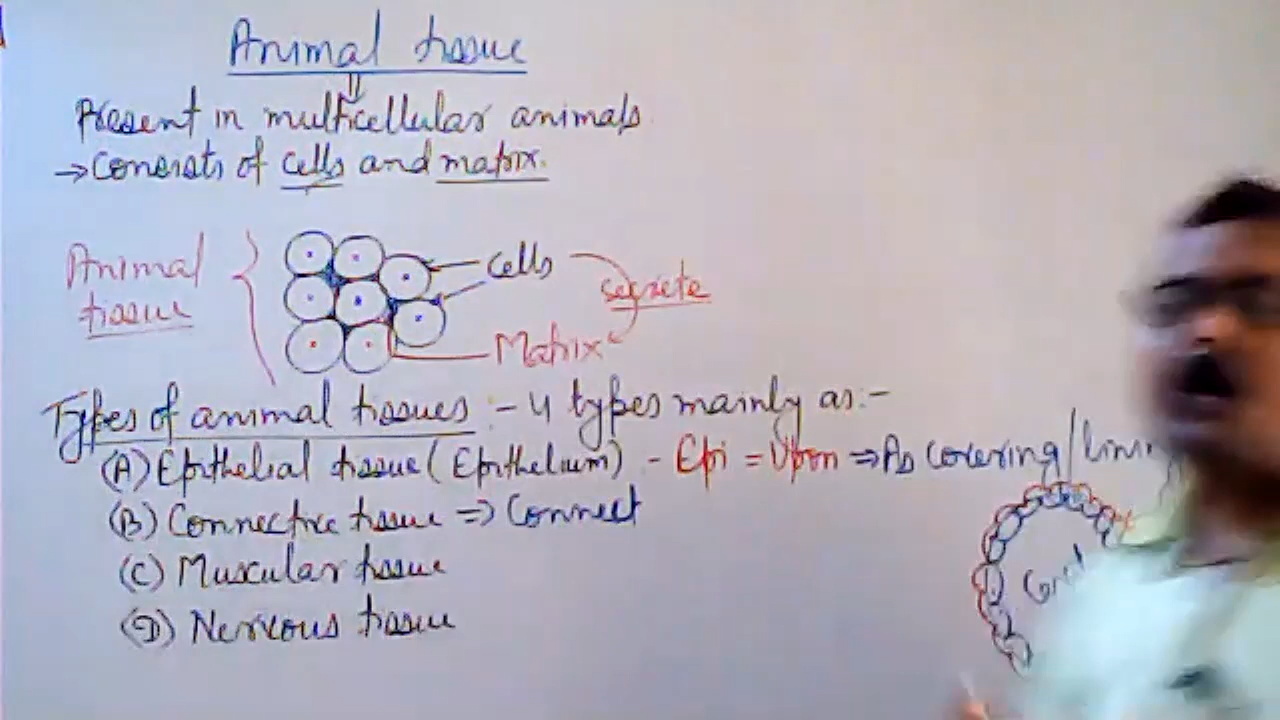 Animal tissue
Present in multicellular animals.
→ Consists of cells and matrix.
Animal
tissue
Cells
secrete
Matrix
Types of animal tissues :- 4 types mainly as:-
(A) Epithelial tissue (Epithelium) - Epi = Upon ⇒ As covering/
(B) Connective tissue ⇒ Connect
(C) Muscular tissue
(D) Nervous tissue